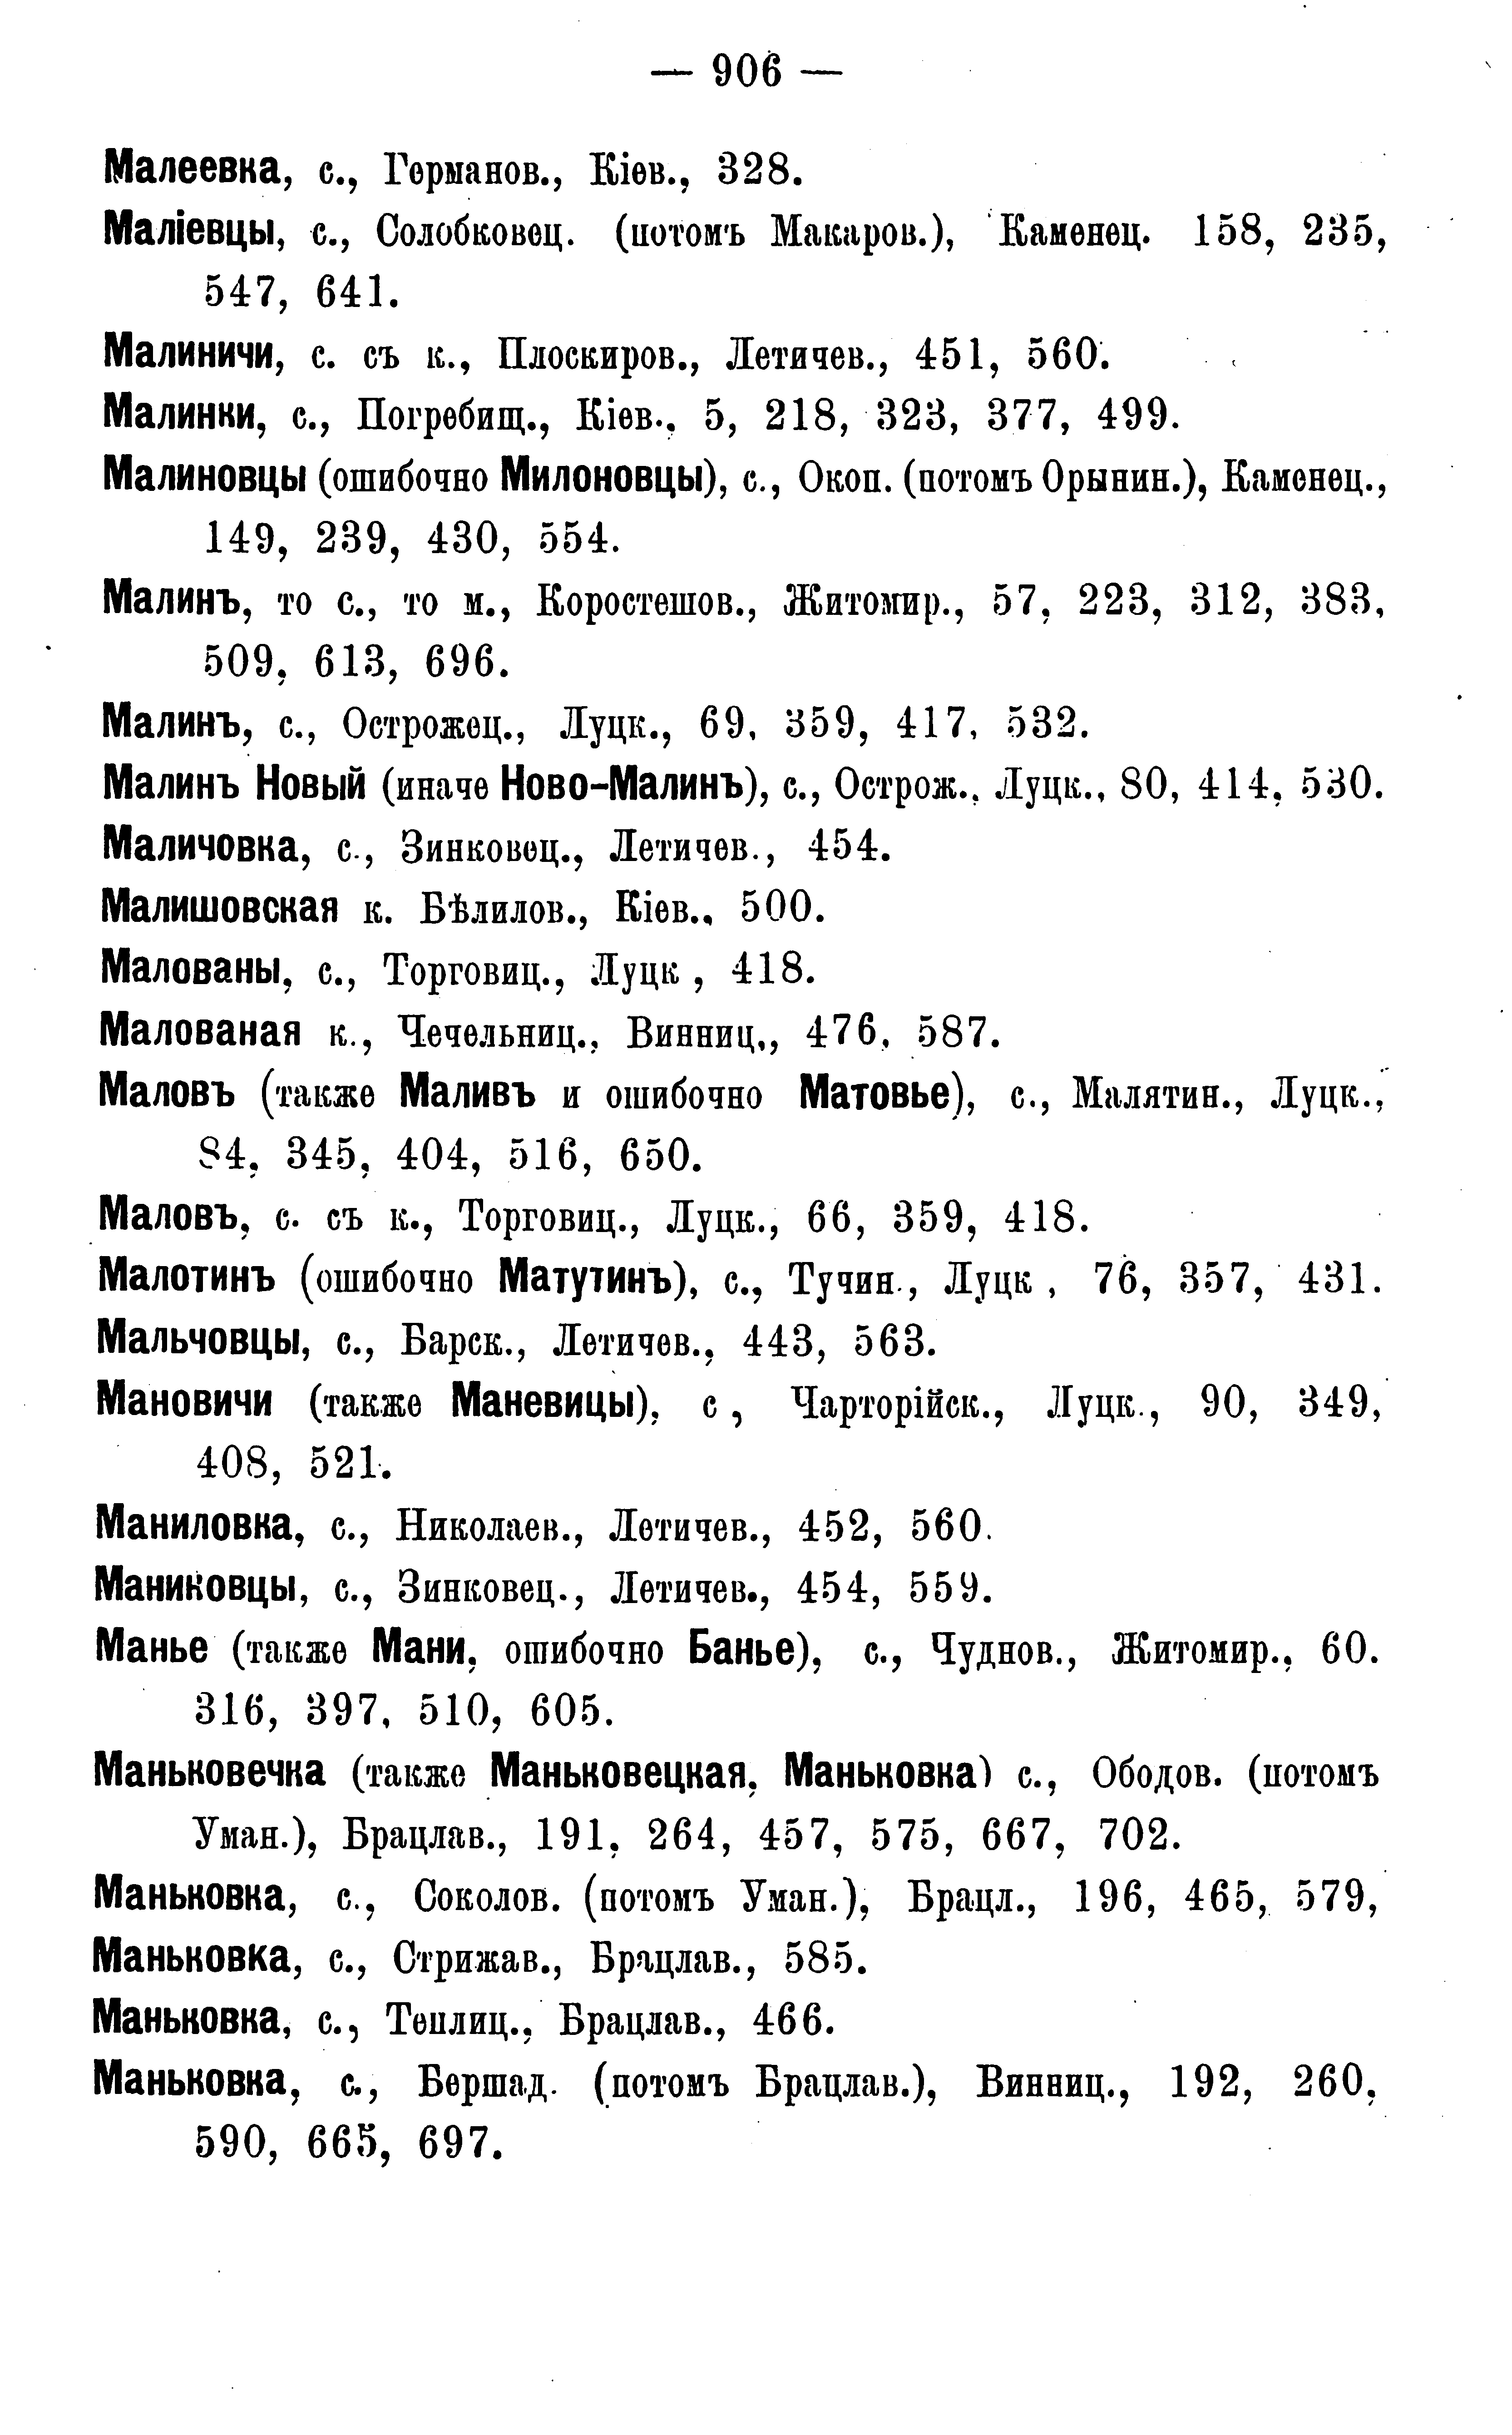 — 906 —
Малеевка, с., Германов., Кіев., 328.
Маліевцы, с., Солобковец. (потомъ Макаров.), Каменец. 158, 235,
547, 641.
Малиничи, с. съ к., Плоскиров., Летичев., 451, 560.
Малинки, с., Погребищ., Кіев., 5, 218, 323, 377, 499.
Малиновцы (ошибочно Милоновцы), с., Окоп. (потомъ Орынин.), Каменец.,
149, 239, 430, 554.
Малинъ, то с., то м., Коростешов., Житомир., 57, 223, 312, 383,
509, 613, 696.
Малинъ, с., Острожец., Луцк., 69, 359, 417, 532.
Малинъ Новый (иначе Ново-Малинъ), с., Острож., Луцк., 80, 414, 530.
Маличовка, с., Зинковец., Летичев., 454.
Малишовская к. Бѣлилов., Кіев., 500.
Малованы, с., Торговиц., Луцк , 418.
Малованая к., Чечельниц., Винниц,, 476, 587.
Маловъ (также Маливъ и ошибочно Матовье), с., Малятин., Луцк.,
84, 345, 404, 516, 650.
Маловъ, с. съ к., Торговиц., Луцк., 66, 359, 418.
Малотинъ (ошибочно Матутинъ), с., Тучин., Луцк , 76, 357, 431.
Мальчовцы, с., Барск., Летичев., 443, 563.
Мановичи (также Маневицы), с , Чарторійск., Луцк., 90, 349,
408, 521.
Маниловка, с., Николаев., Летичев., 452, 560.
Маниковцы, с., Зинковец., Летичев., 454, 559.
Манье (также Мани, ошибочно Банье), с., Чуднов., Житомир., 60.
316, 397, 510, 605.
Маньковечка (также Маньковецкая, Маньковка) с., Ободов. (потомъ
Уман.), Брацлав., 191, 264, 457, 575, 667, 702.
Маньковка, с., Соколов. (потомъ Уман.), Брацл., 196, 465, 579,
Маньковка, с., Стрижав., Брацлав., 585.
Маньковка, с., Теплиц., Брацлав., 466.
Маньковка, с., Бершад. (потомъ Брацлав.), Винниц., 192, 260,
590, 665, 697.